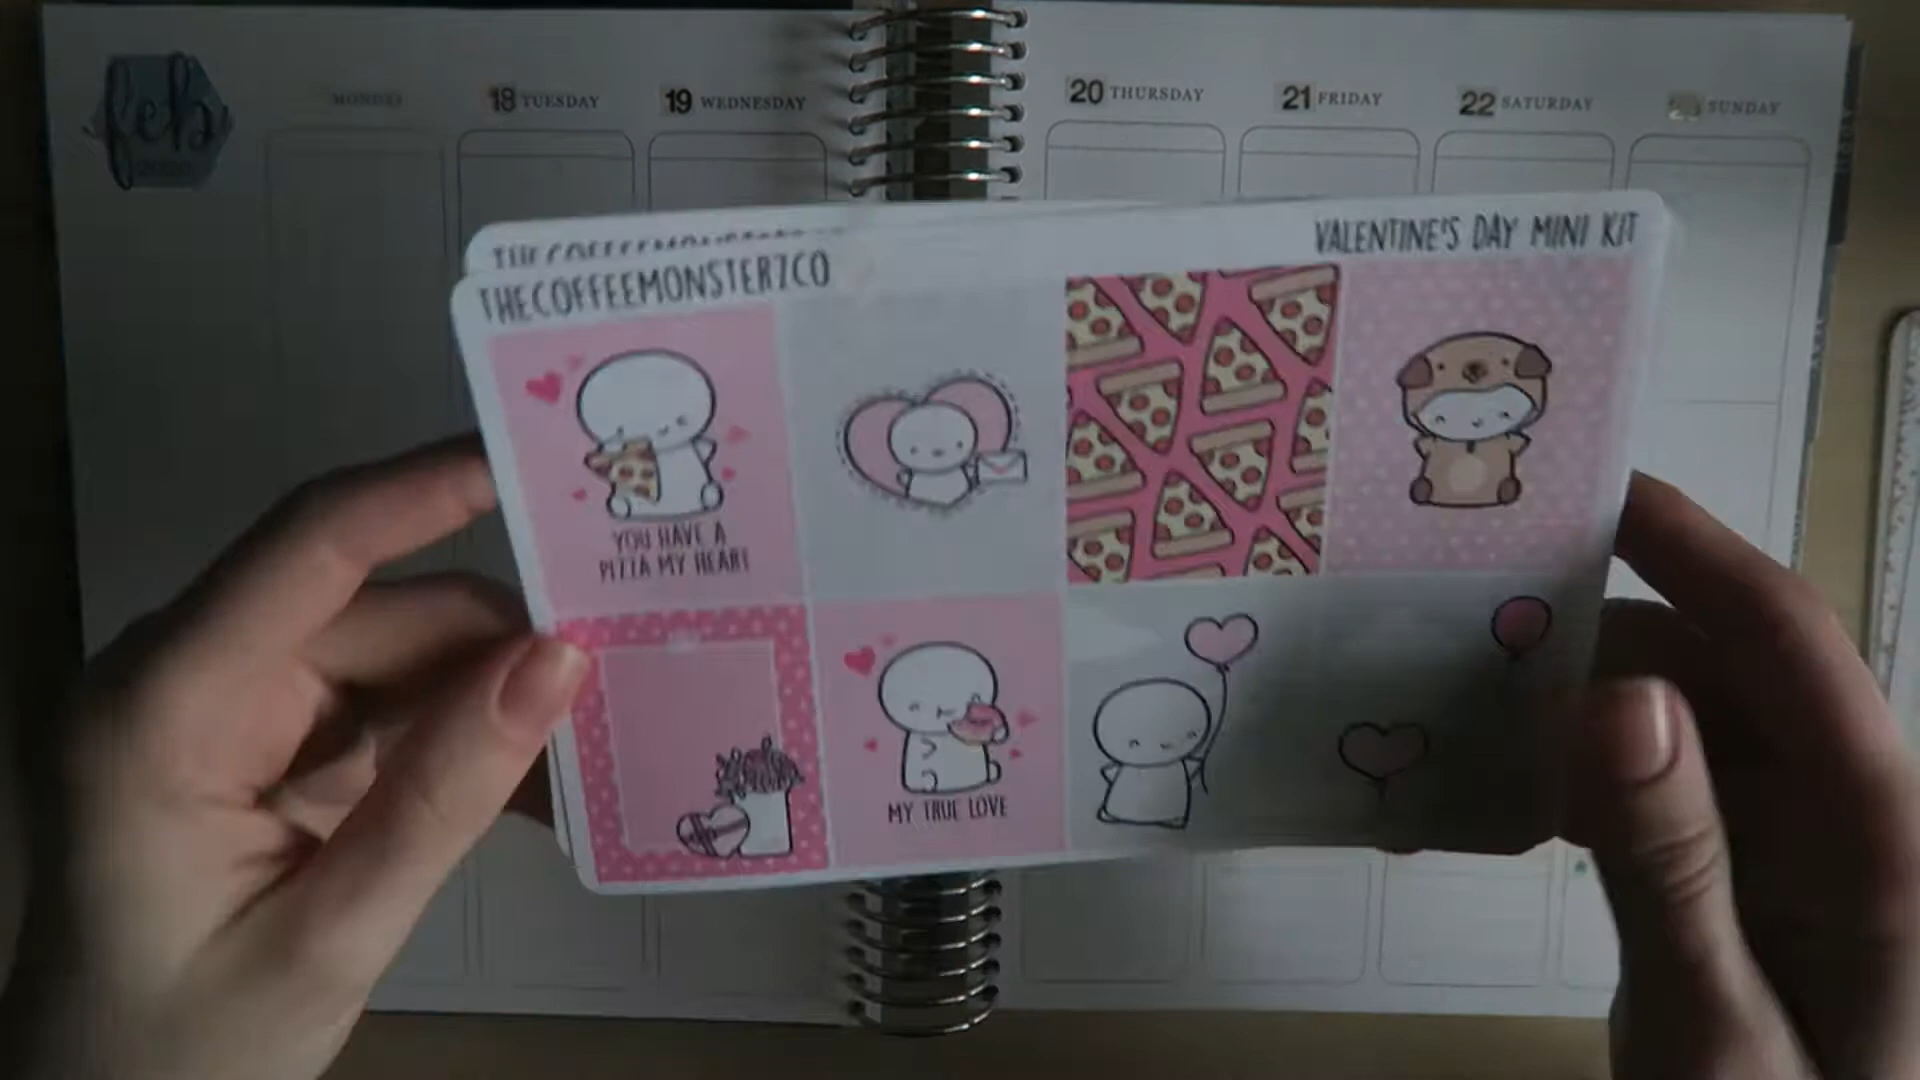 feb
MONDAY
18 TUESDAY
19 WEDNESDAY
20 THURSDAY
21 FRIDAY
22 SATURDAY
SUNDAY
THECOFFEEMONSTERZCO
VALENTINE'S DAY MINI KIT
YOU HAVE A
PIZZA MY HEART
MY TRUE LOVE